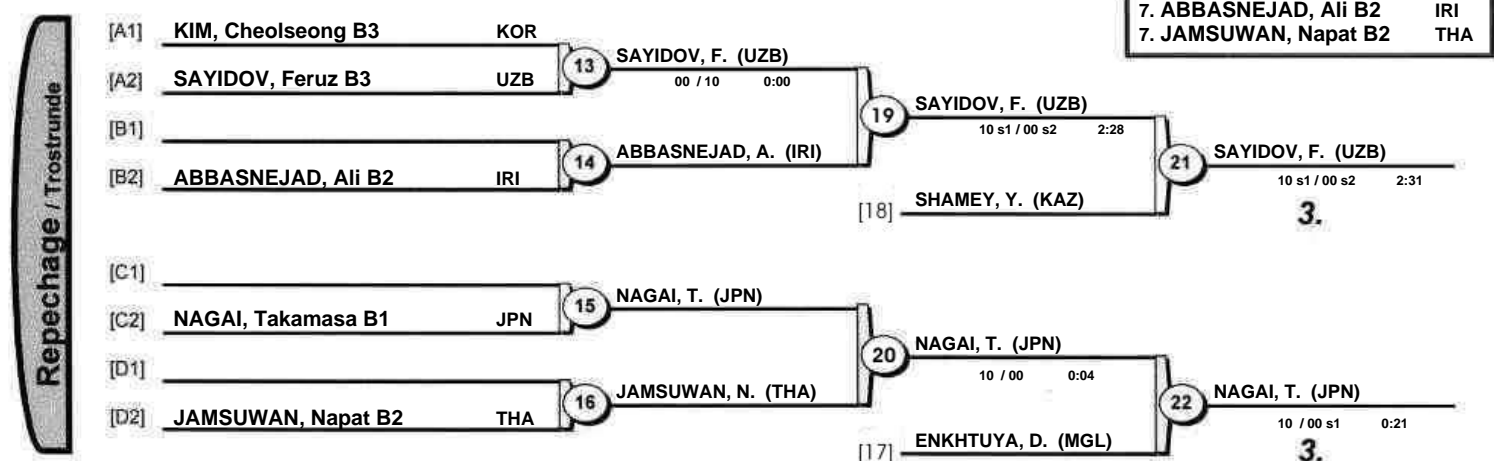 7. ABBASNEJAD, Ali B2 IRI
7. JAMSUWAN, Napat B2 THA
Repechage / Trostrunde
[A1] KIM, Cheolseong B3 KOR
13 SAYIDOV, F. (UZB)
00 / 10 0:00
[A2] SAYIDOV, Feruz B3 UZB
19 SAYIDOV, F. (UZB)
10 s1 / 00 s2 2:28
[B1]
14 ABBASNEJAD, A. (IRI)
[B2] ABBASNEJAD, Ali B2 IRI
21 SAYIDOV, F. (UZB)
10 s1 / 00 s2 2:31
3.
[18] SHAMEY, Y. (KAZ)
[C1]
15 NAGAI, T. (JPN)
[C2] NAGAI, Takamasa B1 JPN
20 NAGAI, T. (JPN)
10 / 00 0:04
[D1]
16 JAMSUWAN, N. (THA)
[D2] JAMSUWAN, Napat B2 THA
22 NAGAI, T. (JPN)
10 / 00 s1 0:21
3.
[17] ENKHTUYA, D. (MGL)